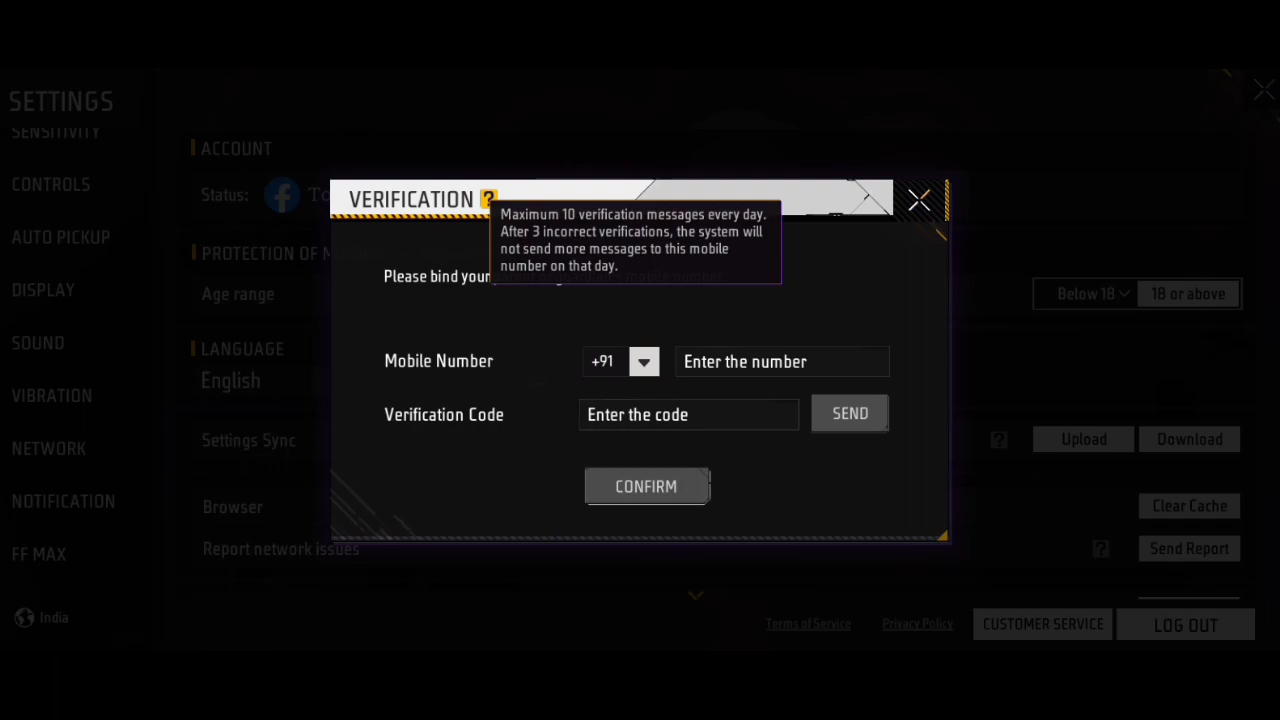 SETTINGS
SENSITIVITY
CONTROLS
AUTO PICKUP
DISPLAY
SOUND
VIBRATION
NETWORK
NOTIFICATION
FF MAX
India
ACCOUNT
Status:
PROTECTION OF
Age range
Below 18
18 or above
LANGUAGE
English
Settings Sync
?
Upload
Download
Browser
Clear Cache
Report network issues
?
Send Report
Terms of Service
Privacy Policy
CUSTOMER SERVICE
LOG OUT
VERIFICATION ?
Maximum 10 verification messages every day.
After 3 incorrect verifications, the system will
not send more messages to this mobile
number on that day.
Please bind your mobile number
Mobile Number
+91
Enter the number
Verification Code
Enter the code
SEND
CONFIRM